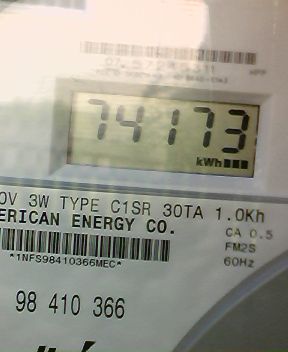 74173
kWh
0V 3W TYPE C1SR 30TA 1.0Kh
ERICAN ENERGY CO.
CA 0.5
FM2S
*1NFS98410366MEC*
60Hz
98 410 366